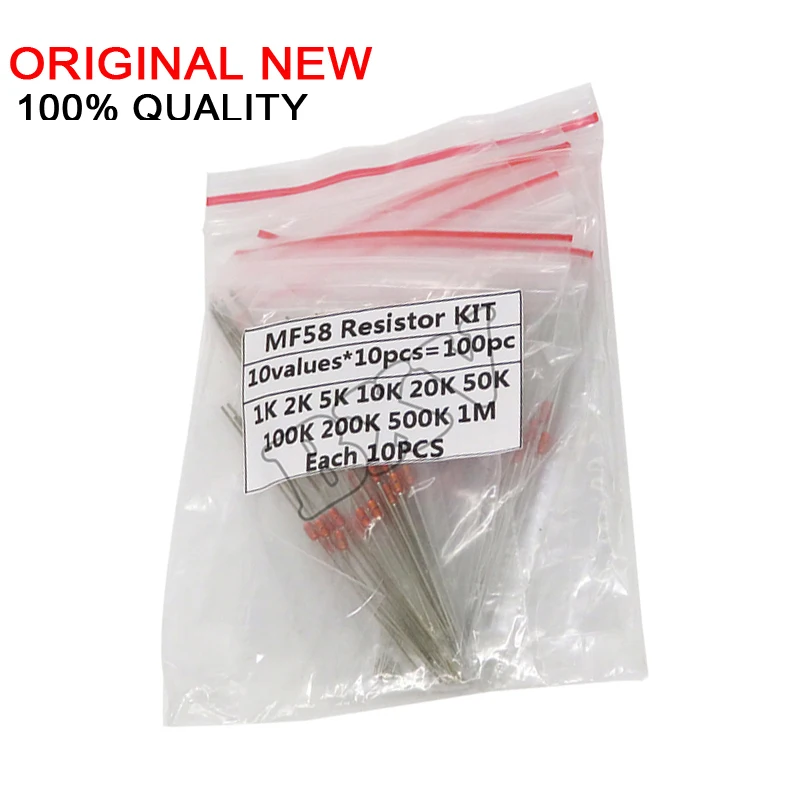 ORIGINAL NEW
100% QUALITY
MF58 Resistor KIT
10values*10pcs=100pc
1K 2K 5K 10K 20K 50K
100K 200K 500K 1M
Each 10PCS